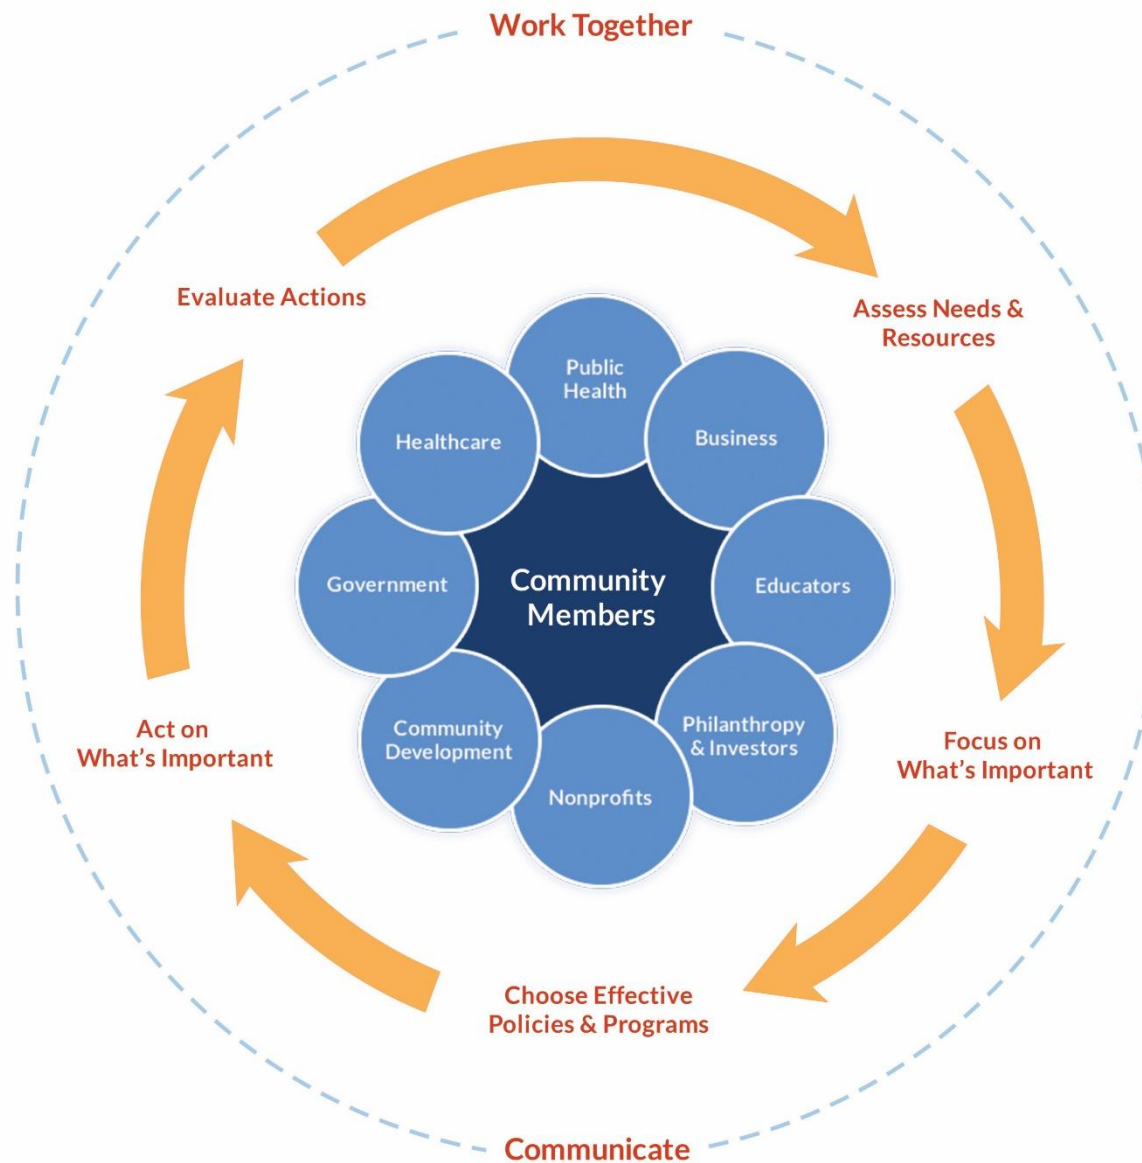 Work Together
Evaluate Actions
Assess Needs &
Resources
Public
Health
Healthcare
Business
Government
Community
Members
Educators
Act on
What’s Important
Community
Development
Philanthropy
& Investors
Focus on
What’s Important
Nonprofits
Choose Effective
Policies & Programs
Communicate